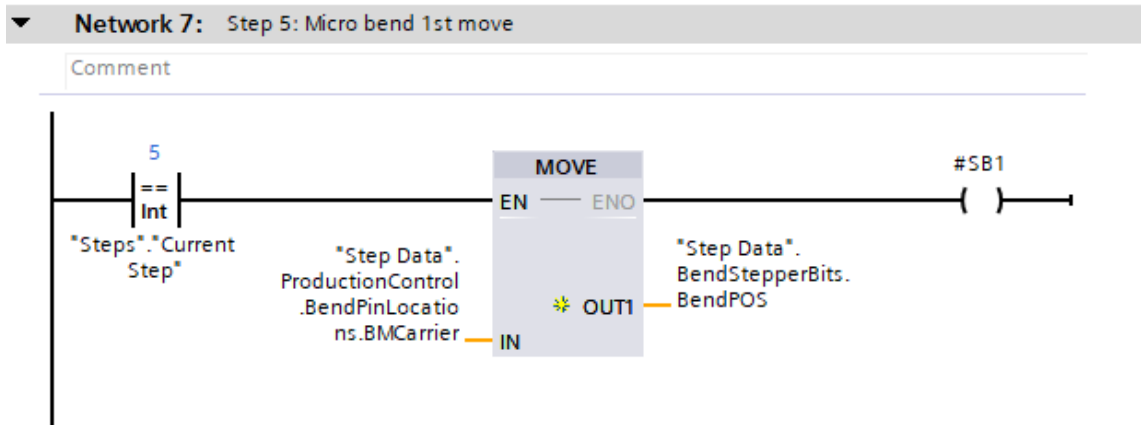 Network 7: Step 5: Micro bend 1st move
Comment
5
==
Int
"Steps"."Current
Step"
MOVE
EN
ENO
"Step Data".
ProductionControl
.BendPinLocatio
ns.BMCarrier
IN
OUT1
"Step Data".
BendStepperBits.
BendPOS
#SB1
( )